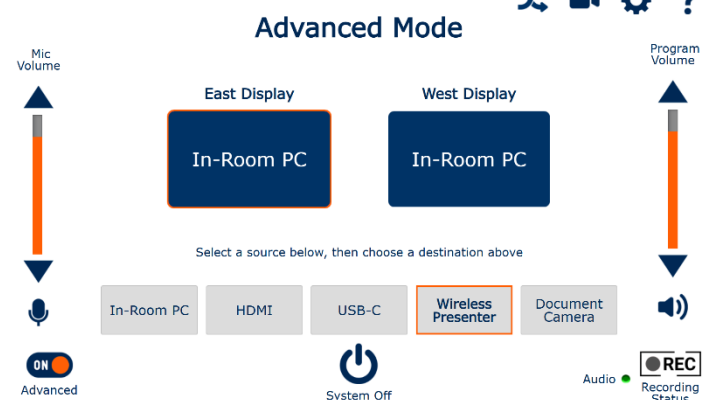 ?
Advanced Mode
Mic
Volume
Program
Volume
East Display
West Display
In-Room PC
In-Room PC
Select a source below, then choose a destination above
In-Room PC
HDMI
USB-C
Wireless
Presenter
Document
Camera
ON
Advanced
System Off
Audio
REC
Recording
Status